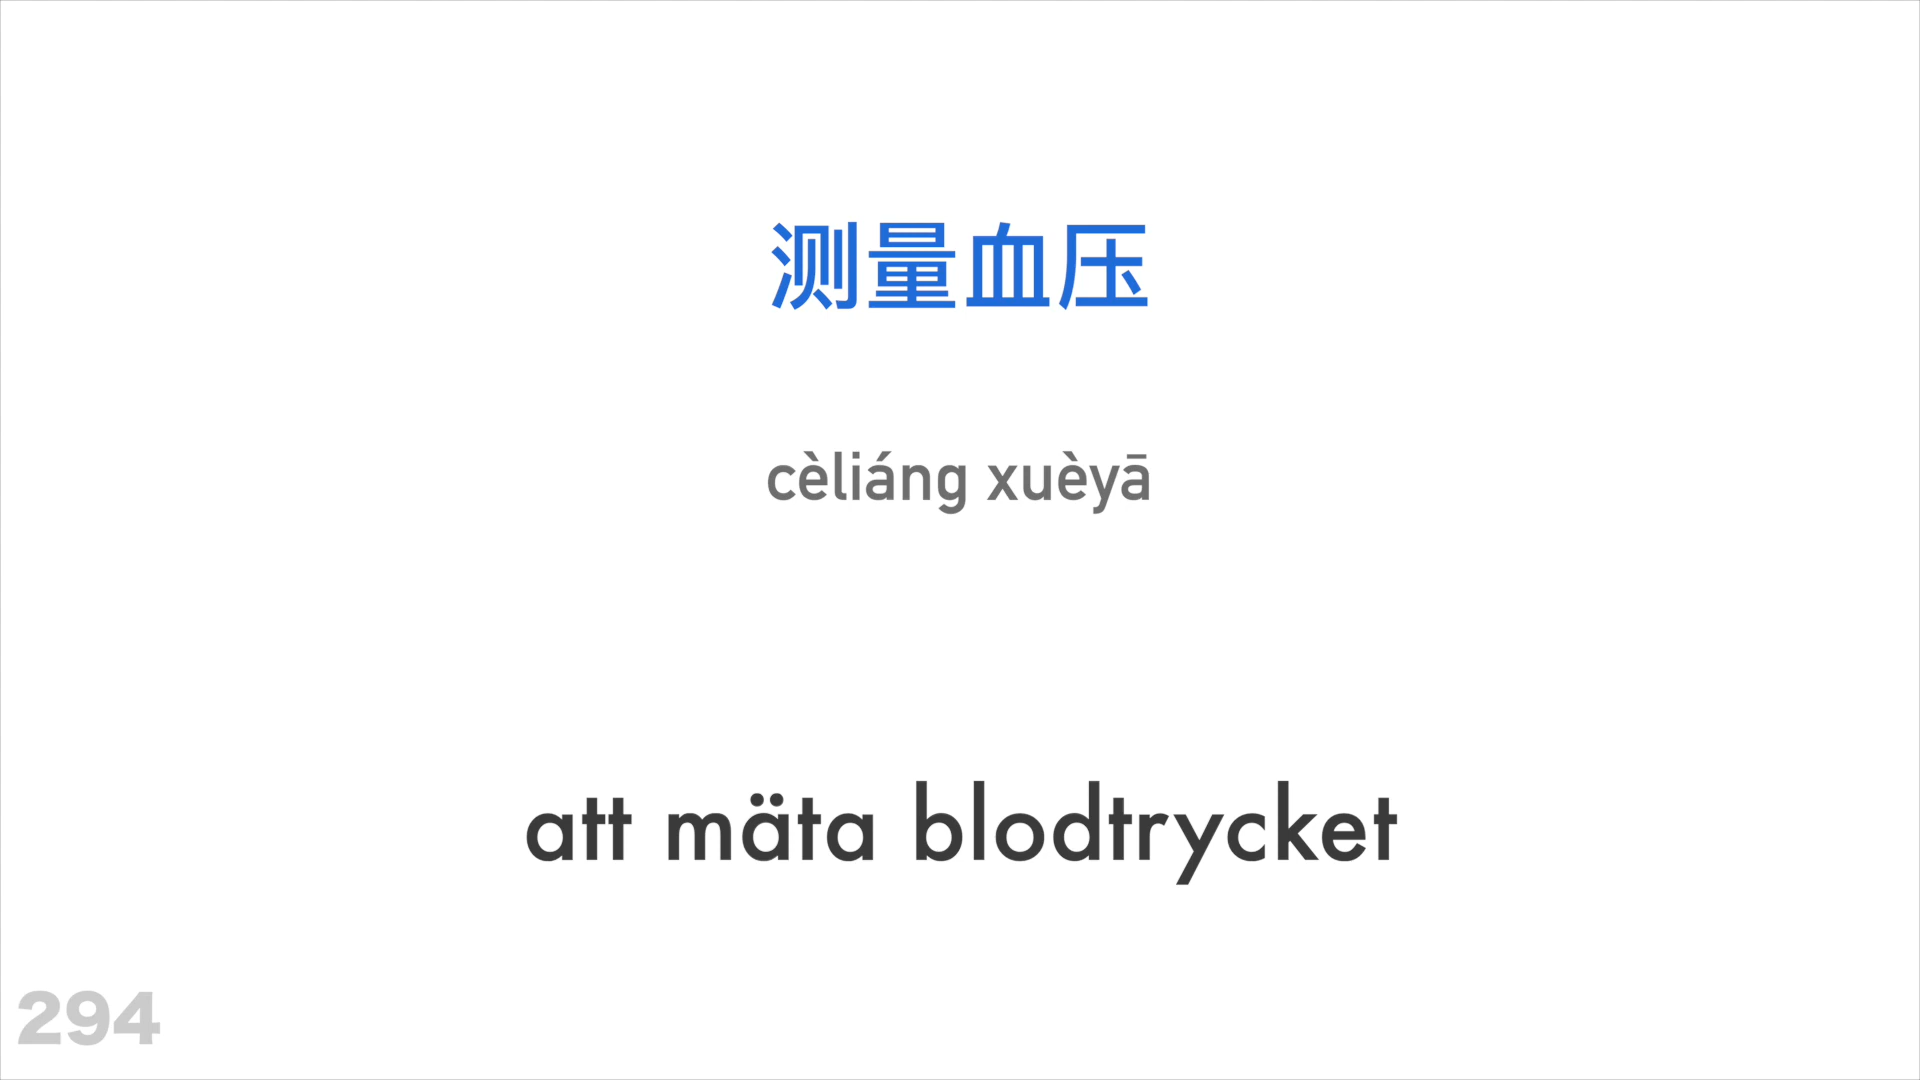 测量血压
cèliáng xuèyā
att mäta blodtrycket
294